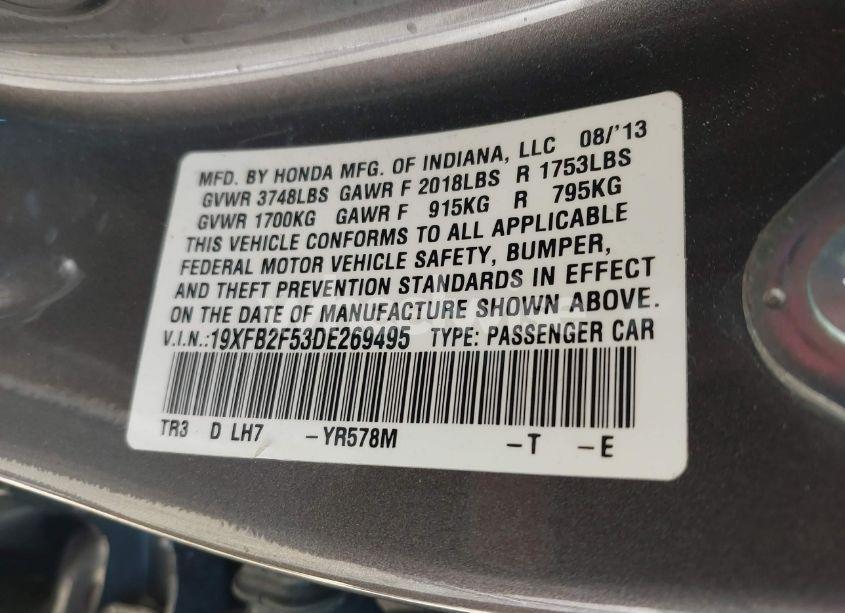 MFD. BY HONDA MFG. OF INDIANA, LLC 08/'13
GVWR 3748LBS GAWR F 2018LBS R 1753LBS
GVWR 1700KG GAWR F 915KG R 795KG
THIS VEHICLE CONFORMS TO ALL APPLICABLE
FEDERAL MOTOR VEHICLE SAFETY, BUMPER,
AND THEFT PREVENTION STANDARDS IN EFFECT
ON THE DATE OF MANUFACTURE SHOWN ABOVE.
V.I.N.:19XFB2F53DE269495 TYPE: PASSENGER CAR
TR3 D LH7 -YR578M -T -E